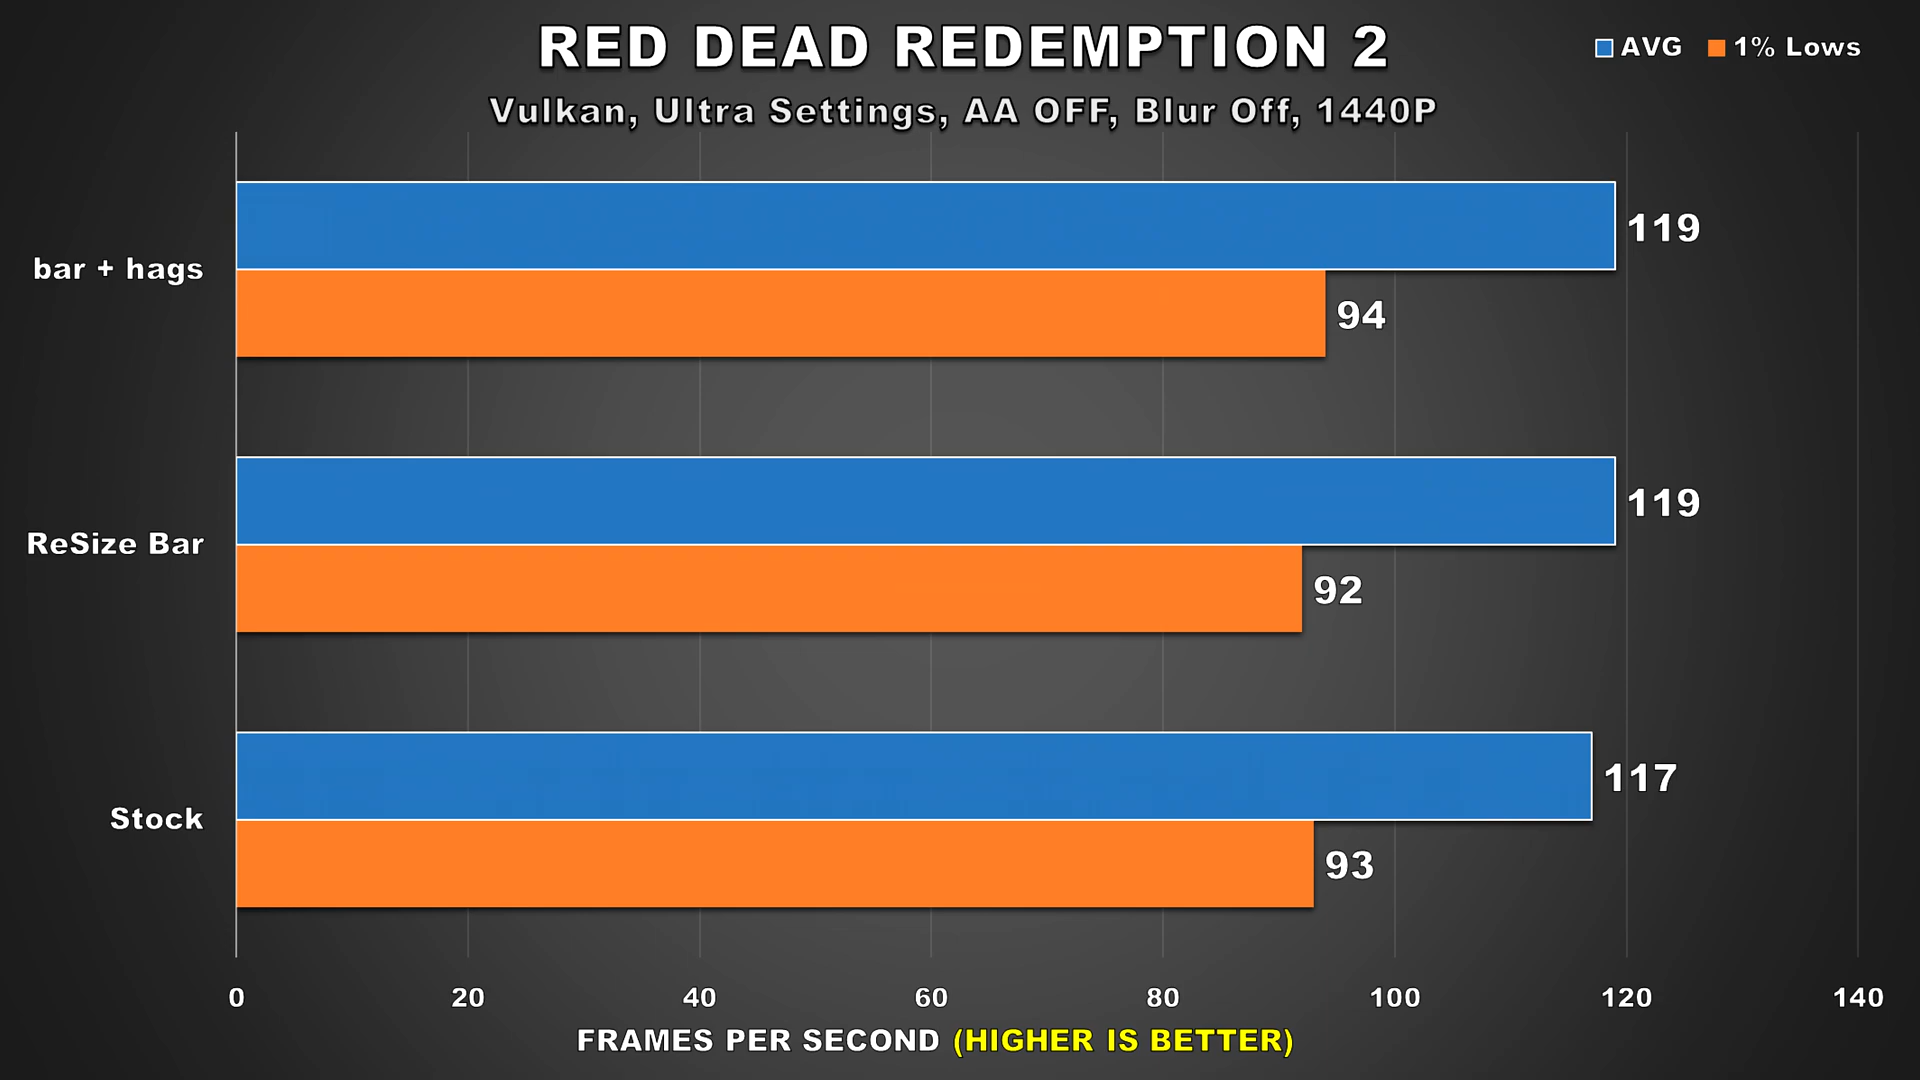 RED DEAD REDEMPTION 2
AVG 1% Lows
Vulkan, Ultra Settings, AA OFF, Blur Off, 1440P
bar + hags
119
94
ReSize Bar
119
92
Stock
117
93
0 20 40 60 80 100 120 140
FRAMES PER SECOND (HIGHER IS BETTER)